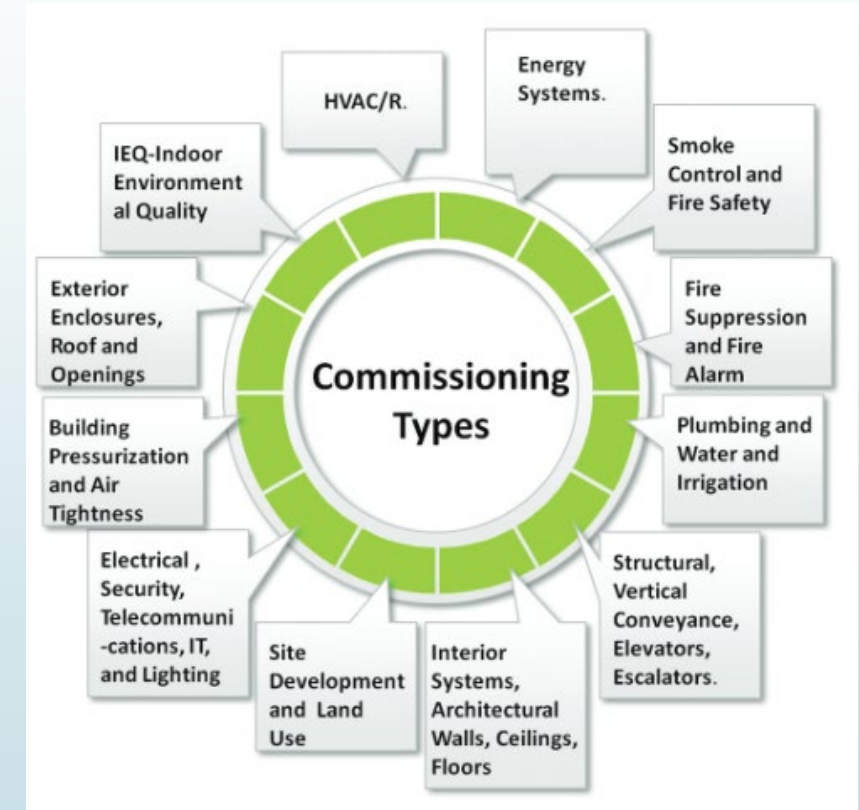 HVAC/R.
Energy
Systems.
Smoke
Control and
Fire Safety
Fire
Suppression
and Fire
Alarm
Plumbing and
Water and
Irrigation
Structural,
Vertical
Conveyance,
Elevators,
Escalators.
Interior
Systems,
Architectural
Walls, Ceilings,
Floors
Site
Development
and Land
Use
Electrical ,
Security,
Telecommuni
-cations, IT,
and Lighting
Building
Pressurization
and Air
Tightness
Exterior
Enclosures,
Roof and
Openings
IEQ-Indoor
Environment
al Quality
Commissioning
Types